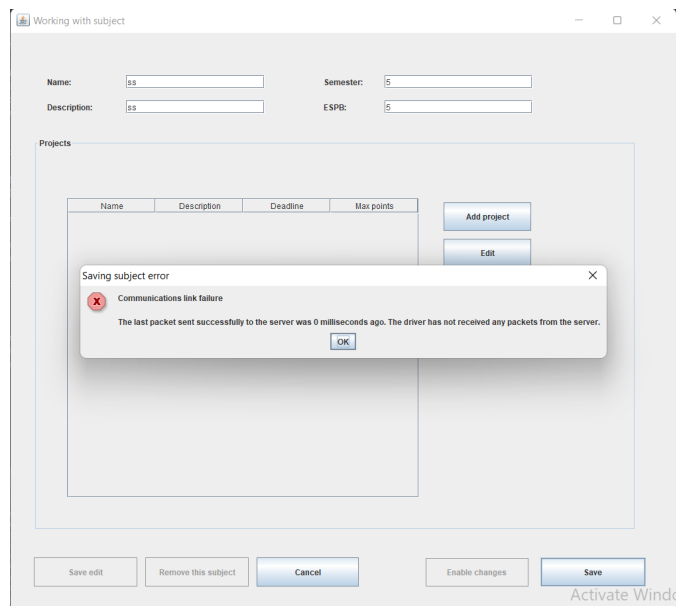 Working with subject
Name: ss Semester: 5
Description: ss ESPB: 5
Projects
Name Description Deadline Max points
Add project
Edit
Saving subject error
Communications link failure
The last packet sent successfully to the server was 0 milliseconds ago. The driver has not received any packets from the server.
OK
Save edit Remove this subject Cancel Enable changes Save
Activate Windo